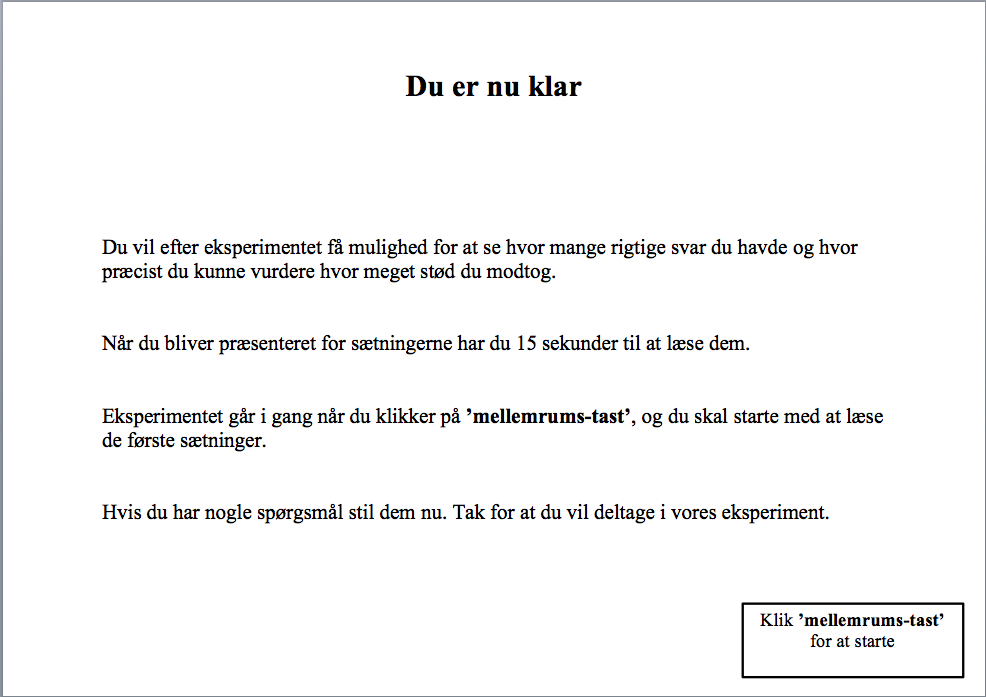 Du er nu klar
Du vil efter eksperimentet få mulighed for at se hvor mange rigtige svar du havde og hvor
præcist du kunne vurdere hvor meget stød du modtog.
Når du bliver præsenteret for sætningerne har du 15 sekunder til at læse dem.
Eksperimentet går i gang når du klikker på ’mellemrums-tast’, og du skal starte med at læse
de første sætninger.
Hvis du har nogle spørgsmål stil dem nu. Tak for at du vil deltage i vores eksperiment.
Klik ’mellemrums-tast’
for at starte